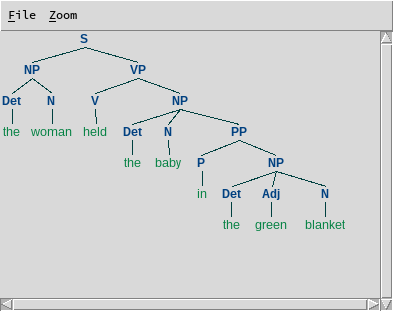 File Zoom
S
NP VP
Det N V NP
the woman held Det N PP
the baby P NP
in Det Adj N
the green blanket